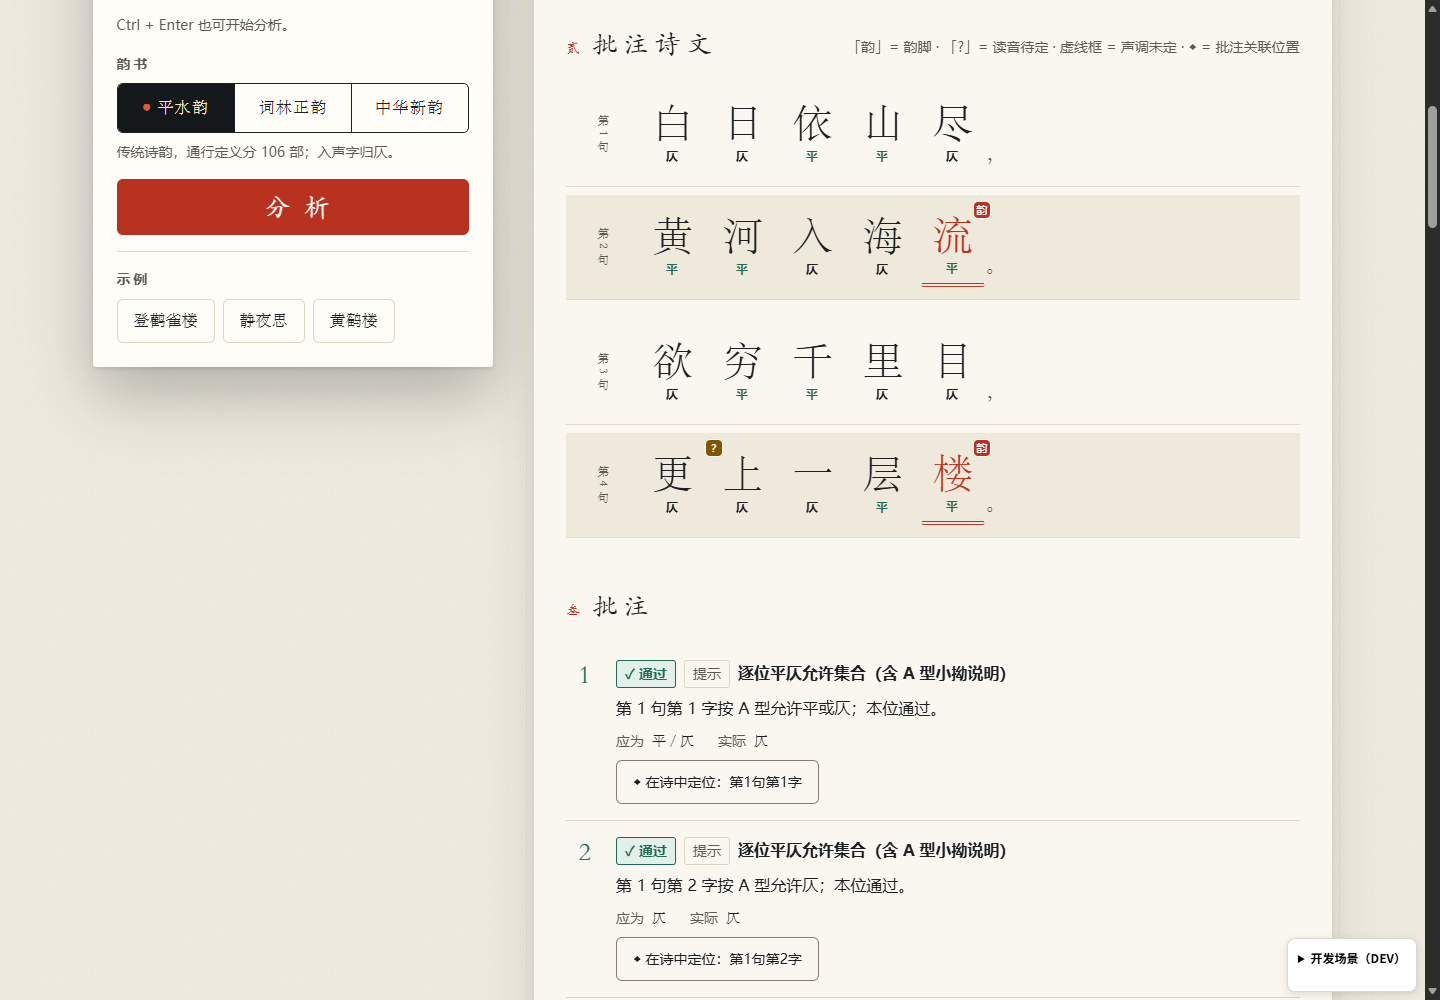 Ctrl + Enter 也可开始分析。
韵书
平水韵 词林正韵 中华新韵
传统诗韵，通行定义分 106 部；入声字归仄。
分析
示例
登鹳雀楼 静夜思 黄鹤楼
贰 批注诗文 「韵」= 韵脚 · 「?」= 读音待定 · 虚线框 = 声调未定 · ◆ = 批注关联位置
第1句 白日依山尽，
仄 仄 平 平 仄
韵
第2句 黄河入海流。
平 平 仄 仄 平
第3句 欲穷千里目，
仄 平 平 仄 仄
? 韵
第4句 更上一层楼。
仄 仄 仄 平 平
叁 批注
1 ✓ 通过 提示 逐位平仄允许集合（含 A 型小拗说明）
第 1 句第 1 字按 A 型允许平或仄；本位通过。
应为 平 / 仄 实际 仄
◆ 在诗中定位：第1句第1字
2 ✓ 通过 提示 逐位平仄允许集合（含 A 型小拗说明）
第 1 句第 2 字按 A 型允许仄；本位通过。
应为 仄 实际 仄
◆ 在诗中定位：第1句第2字
▶ 开发场景（DEV）